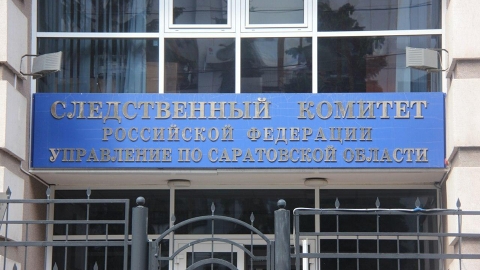 СЛЕДСТВЕННЫЙ КОМИТЕТ
РОССИЙСКОЙ ФЕДЕРАЦИИ
УПРАВЛЕНИЕ ПО САРАТОВСКОЙ ОБЛАСТИ